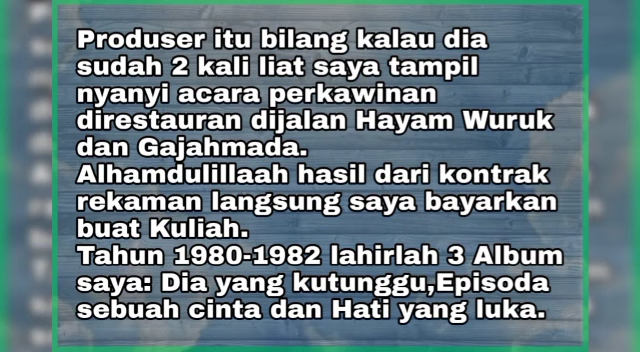 Produser itu bilang kalau dia
sudah 2 kali liat saya tampil
nyanyi acara perkawinan
direstauran dijalan Hayam Wuruk
dan Gajahmada.
Alhamdulillaah hasil dari kontrak
rekaman langsung saya bayarkan
buat Kuliah.
Tahun 1980-1982 lahirlah 3 Album
saya: Dia yang kutunggu,Episoda
sebuah cinta dan Hati yang luka.